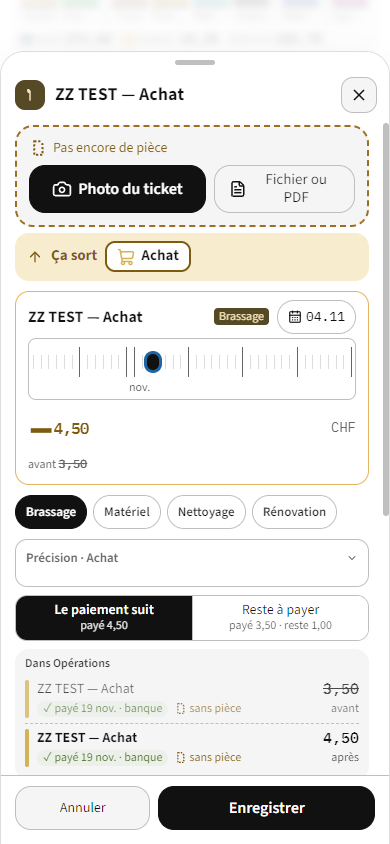 ZZ TEST — Achat
Pas encore de pièce
Photo du ticket
Fichier ou
PDF
Ça sort
Achat
ZZ TEST — Achat
Brassage
04.11
nov.
—4,50
CHF
avant 3,50
Brassage
Matériel
Nettoyage
Rénovation
Précision · Achat
Le paiement suit
payé 4,50
Reste à payer
payé 3,50 · reste 1,00
Dans Opérations
ZZ TEST — Achat
3,50
✓ payé 19 nov. · banque
sans pièce
avant
ZZ TEST — Achat
4,50
✓ payé 19 nov. · banque
sans pièce
après
Annuler
Enregistrer